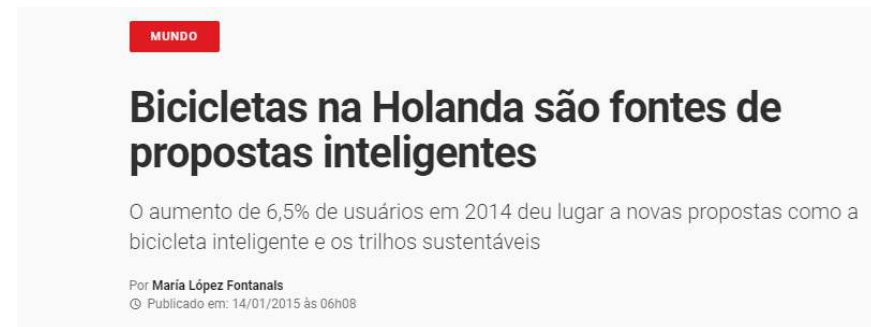 MUNDO
Bicicletas na Holanda são fontes de
propostas inteligentes
O aumento de 6,5% de usuários em 2014 deu lugar a novas propostas como a
bicicleta inteligente e os trilhos sustentáveis
Por María López Fontanals
Publicado em: 14/01/2015 às 06h08